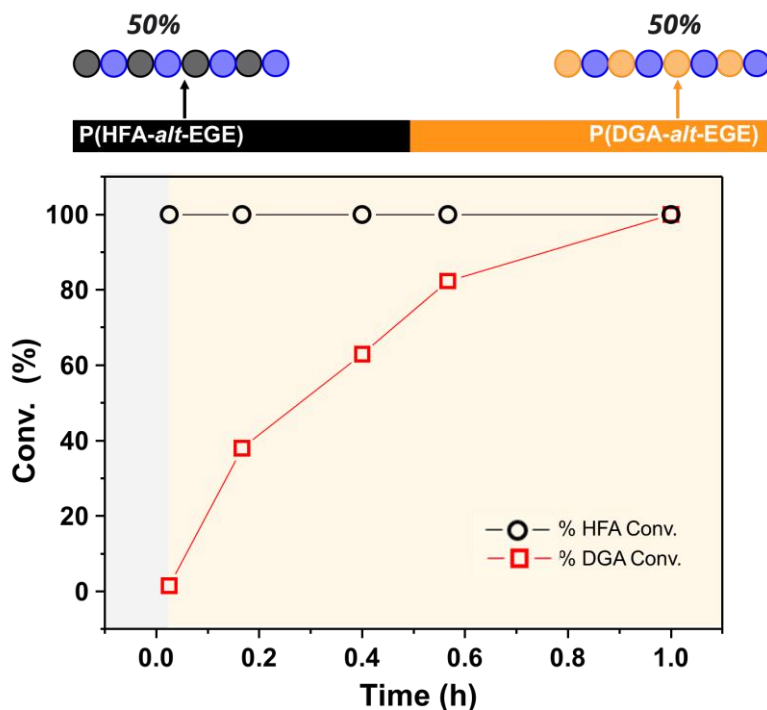 50% 50%
P(HFA-alt-EGE) P(DGA-alt-EGE)
100
80
60
40
20
0
Conv. (%)
% HFA Conv.
% DGA Conv.
0.0 0.2 0.4 0.6 0.8 1.0
Time (h)